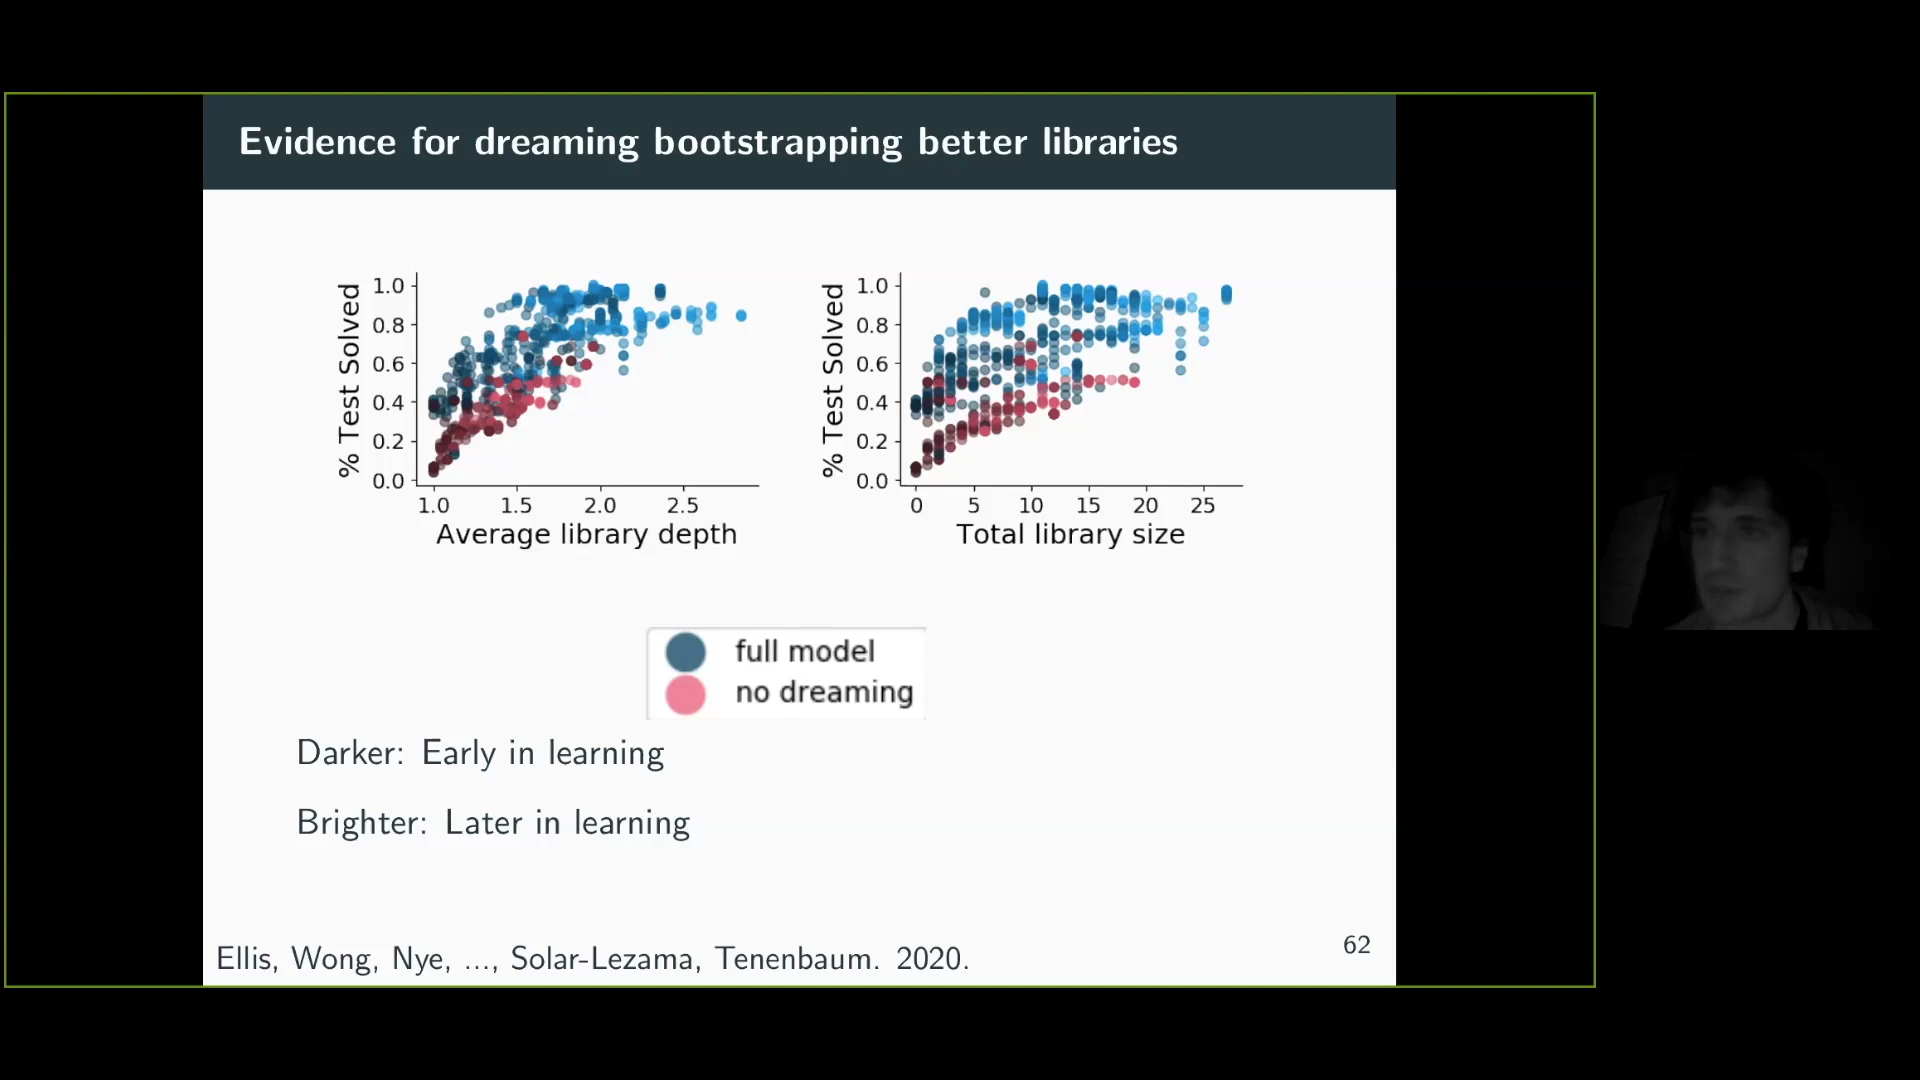 Evidence for dreaming bootstrapping better libraries
% Test Solved
1.0
0.8
0.6
0.4
0.2
0.0
1.0 1.5 2.0 2.5
Average library depth
% Test Solved
1.0
0.8
0.6
0.4
0.2
0.0
0 5 10 15 20 25
Total library size
full model
no dreaming
Darker: Early in learning
Brighter: Later in learning
Ellis, Wong, Nye, ..., Solar-Lezama, Tenenbaum. 2020.
62